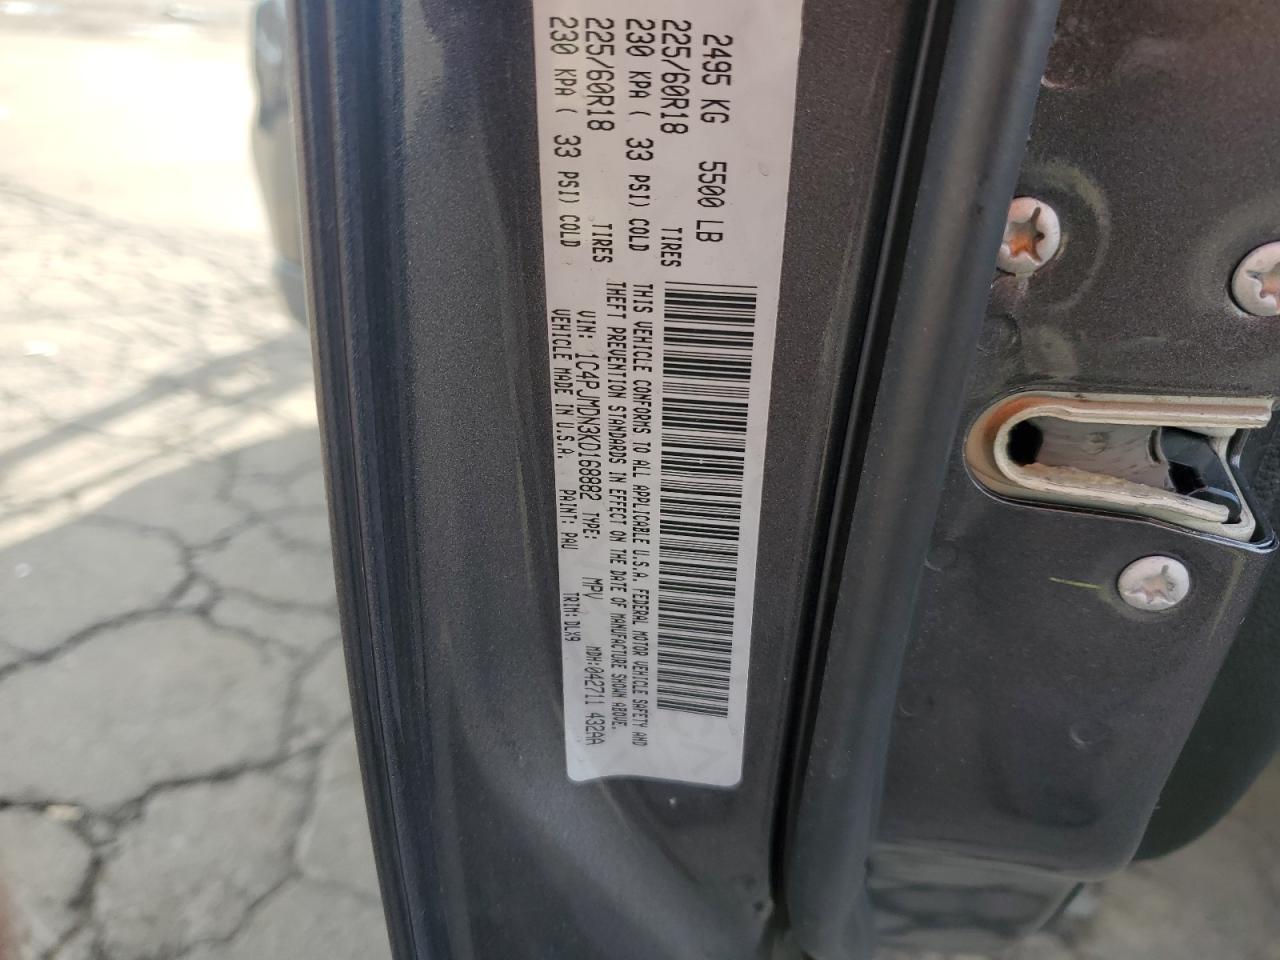 2495 KG 5500 LB
225/60R18 TIRES
230 KPA ( 33 PSI) COLD
225/60R18 TIRES
230 KPA ( 33 PSI) COLD
THIS VEHICLE CONFORMS TO ALL APPLICABLE U.S.A. FEDERAL MOTOR VEHICLE SAFETY AND
THEFT PREVENTION STANDARDS IN EFFECT ON THE DATE OF MANUFACTURE SHOWN ABOVE.
VIN: 1C4PJMDN3KD168882 TYPE: MPV MDH:042711 432AA
VEHICLE MADE IN U.S.A. PAINT: PAU TRIM: DLX9